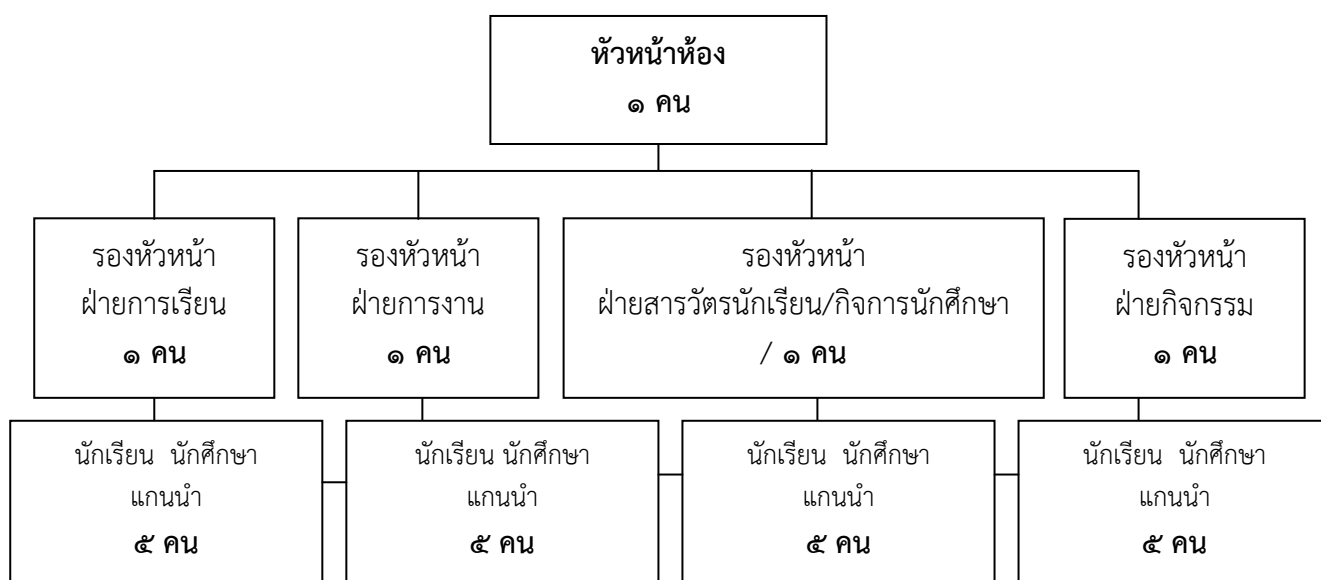 หัวหน้าห้อง
๑ คน
รองหัวหน้า
ฝ่ายการเรียน
๑ คน
รองหัวหน้า
ฝ่ายการงาน
๑ คน
รองหัวหน้า
ฝ่ายสารวัตรนักเรียน/กิจการนักศึกษา
/ ๑ คน
รองหัวหน้า
ฝ่ายกิจกรรม
๑ คน
นักเรียน นักศึกษา
แกนนำ
๕ คน
นักเรียน นักศึกษา
แกนนำ
๕ คน
นักเรียน นักศึกษา
แกนนำ
๕ คน
นักเรียน นักศึกษา
แกนนำ
๕ คน